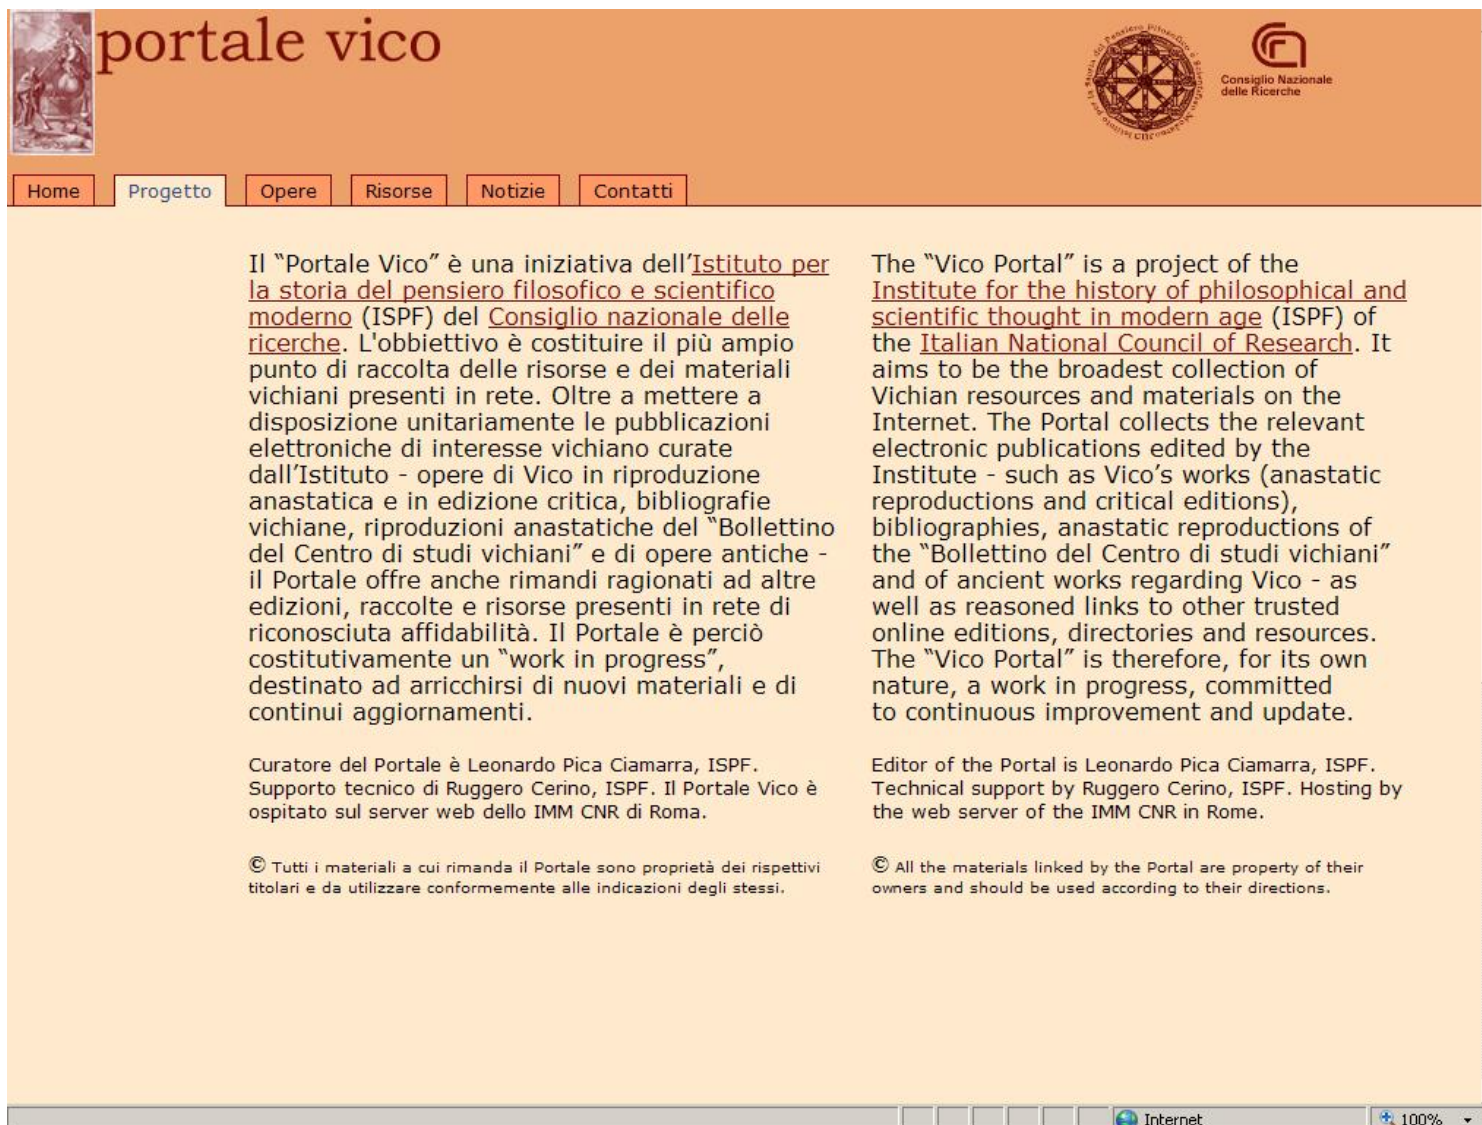 portale vico
Consiglio Nazionale
delle Ricerche
Home
Progetto
Opere
Risorse
Notizie
Contatti
Il “Portale Vico” è una iniziativa dell’Istituto per
la storia del pensiero filosofico e scientifico
moderno (ISPF) del Consiglio nazionale delle
ricerche. L'obbiettivo è costituire il più ampio
punto di raccolta delle risorse e dei materiali
vichiani presenti in rete. Oltre a mettere a
disposizione unitariamente le pubblicazioni
elettroniche di interesse vichiano curate
dall’Istituto - opere di Vico in riproduzione
anastatica e in edizione critica, bibliografie
vichiane, riproduzioni anastatiche del “Bollettino
del Centro di studi vichiani” e di opere antiche -
il Portale offre anche rimandi ragionati ad altre
edizioni, raccolte e risorse presenti in rete di
riconosciuta affidabilità. Il Portale è perciò
costitutivamente un “work in progress”,
destinato ad arricchirsi di nuovi materiali e di
continui aggiornamenti.
Curatore del Portale è Leonardo Pica Ciamarra, ISPF.
Supporto tecnico di Ruggero Cerino, ISPF. Il Portale Vico è
ospitato sul server web dello IMM CNR di Roma.
© Tutti i materiali a cui rimanda il Portale sono proprietà dei rispettivi
titolari e da utilizzare conformemente alle indicazioni degli stessi.
The “Vico Portal” is a project of the
Institute for the history of philosophical and
scientific thought in modern age (ISPF) of
the Italian National Council of Research. It
aims to be the broadest collection of
Vichian resources and materials on the
Internet. The Portal collects the relevant
electronic publications edited by the
Institute - such as Vico’s works (anastatic
reproductions and critical editions),
bibliographies, anastatic reproductions of
the “Bollettino del Centro di studi vichiani”
and of ancient works regarding Vico - as
well as reasoned links to other trusted
online editions, directories and resources.
The “Vico Portal” is therefore, for its own
nature, a work in progress, committed
to continuous improvement and update.
Editor of the Portal is Leonardo Pica Ciamarra, ISPF.
Technical support by Ruggero Cerino, ISPF. Hosting by
the web server of the IMM CNR in Rome.
© All the materials linked by the Portal are property of their
owners and should be used according to their directions.
Internet
100%